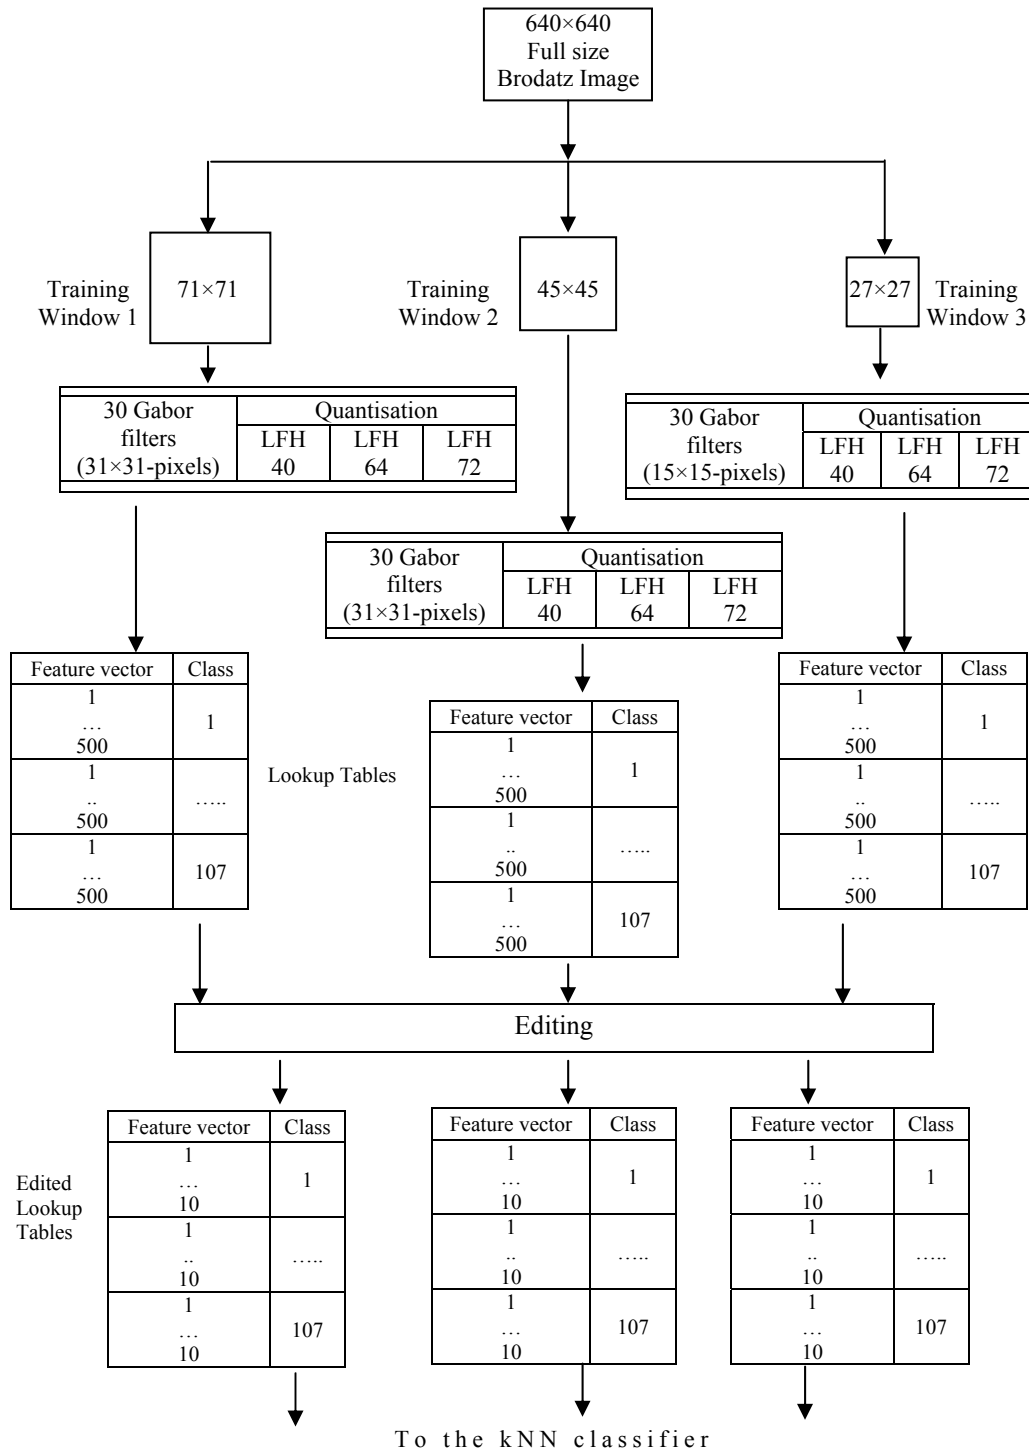 640×640
Full size
Brodatz Image
Training
Window 1
71×71
Training
Window 2
45×45
27×27
Training
Window 3
30 Gabor
filters
(31×31-pixels)
Quantisation
LFH
40
LFH
64
LFH
72
30 Gabor
filters
(15×15-pixels)
Quantisation
LFH
40
LFH
64
LFH
72
30 Gabor
filters
(31×31-pixels)
Quantisation
LFH
40
LFH
64
LFH
72
Feature vector Class
1
…
500
1
1
..
500
…..
1
…
500
107
Lookup Tables
Feature vector Class
1
…
500
1
1
..
500
…..
1
…
500
107
Feature vector Class
1
…
500
1
1
..
500
…..
1
…
500
107
Editing
Edited
Lookup
Tables
Feature vector Class
1
…
10
1
1
..
10
…..
1
…
10
107
Feature vector Class
1
…
10
1
1
..
10
…..
1
…
10
107
Feature vector Class
1
…
10
1
1
..
10
…..
1
…
10
107
To the kNN classifier